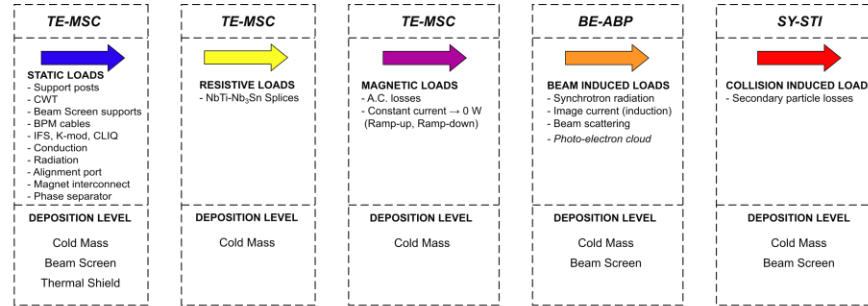 TE-MSC
STATIC LOADS
- Support posts
- CWT
- Beam Screen supports
- BPM cables
- IFS, K-mod, CLIQ
- Conduction
- Radiation
- Alignment port
- Magnet interconnect
- Phase separator
DEPOSITION LEVEL
Cold Mass
Beam Screen
Thermal Shield
TE-MSC
RESISTIVE LOADS
- NbTi-Nb₃Sn Splices
DEPOSITION LEVEL
Cold Mass
TE-MSC
MAGNETIC LOADS
- A.C. losses
- Constant current → 0 W
(Ramp-up, Ramp-down)
DEPOSITION LEVEL
Cold Mass
BE-ABP
BEAM INDUCED LOADS
- Synchrotron radiation
- Image current (induction)
- Beam scattering
- Photo-electron cloud
DEPOSITION LEVEL
Cold Mass
Beam Screen
SY-STI
COLLISION INDUCED LOAD
- Secondary particle losses
DEPOSITION LEVEL
Cold Mass
Beam Screen